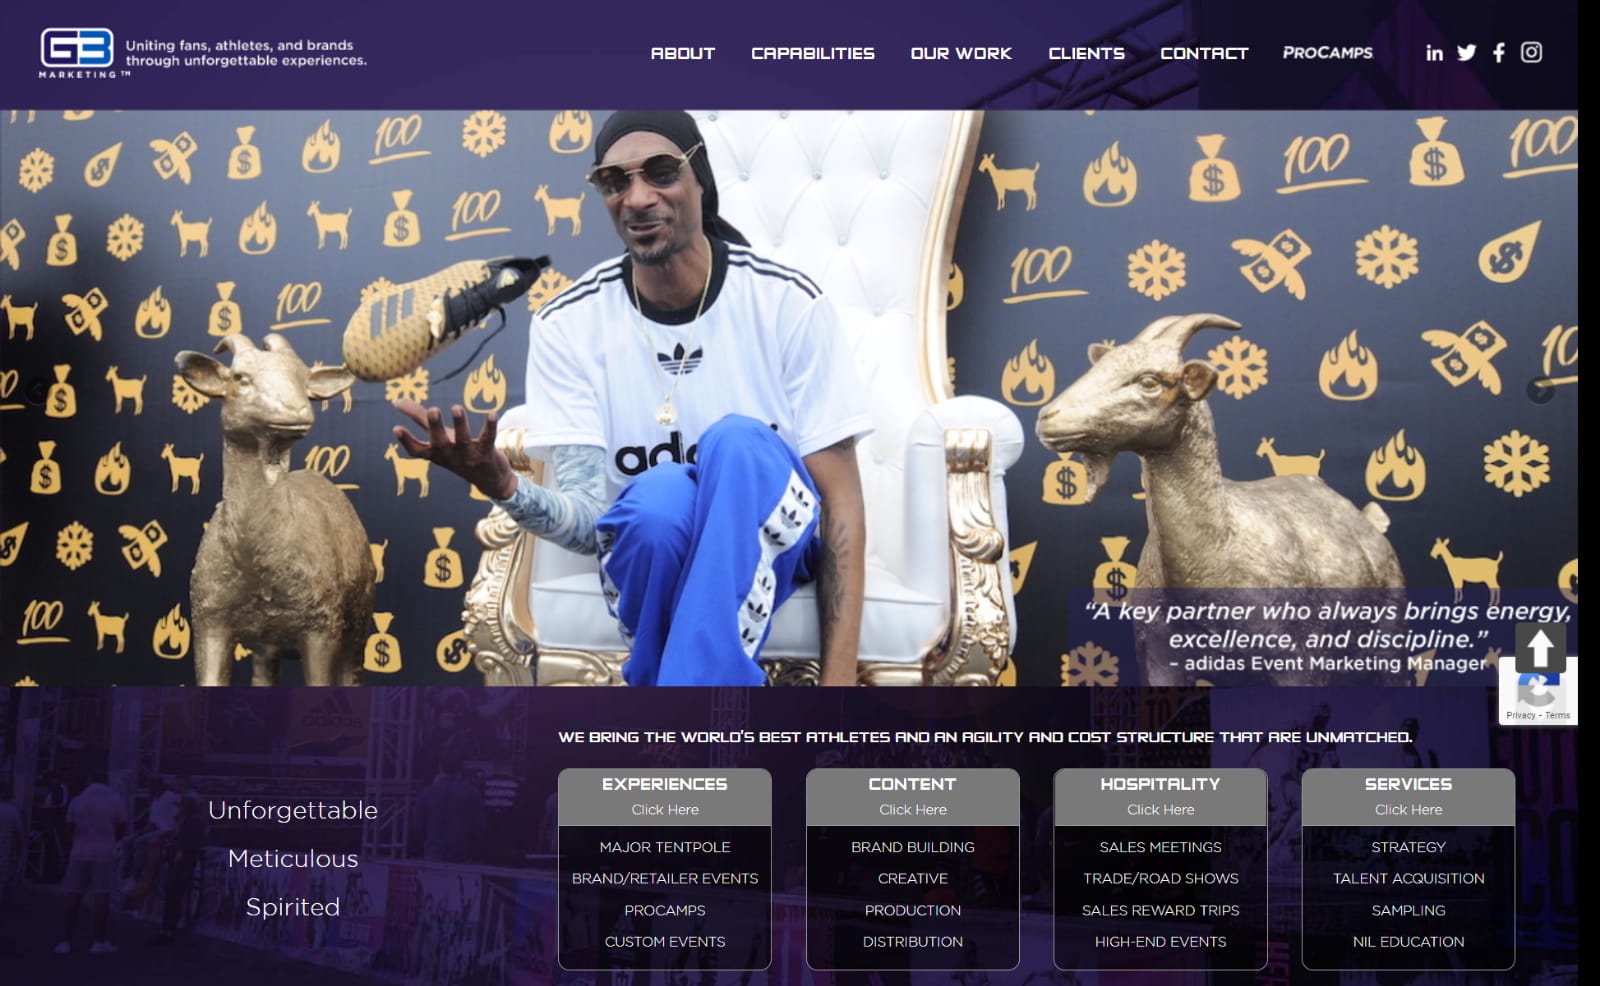 G3
MARKETING™
Uniting fans, athletes, and brands
through unforgettable experiences.
ABOUT CAPABILITIES OUR WORK CLIENTS CONTACT PROCAMPS
100 100
100
100
100
100
100
100
adidas
“A key partner who always brings energy,
excellence, and discipline.”
– adidas Event Marketing Manager
Privacy - Terms
WE BRING THE WORLD'S BEST ATHLETES AND AN AGILITY AND COST STRUCTURE THAT ARE UNMATCHED.
Unforgettable
Meticulous
Spirited
EXPERIENCES
Click Here
MAJOR TENTPOLE
BRAND/RETAILER EVENTS
PROCAMPS
CUSTOM EVENTS
CONTENT
Click Here
BRAND BUILDING
CREATIVE
PRODUCTION
DISTRIBUTION
HOSPITALITY
Click Here
SALES MEETINGS
TRADE/ROAD SHOWS
SALES REWARD TRIPS
HIGH-END EVENTS
SERVICES
Click Here
STRATEGY
TALENT ACQUISITION
SAMPLING
NIL EDUCATION